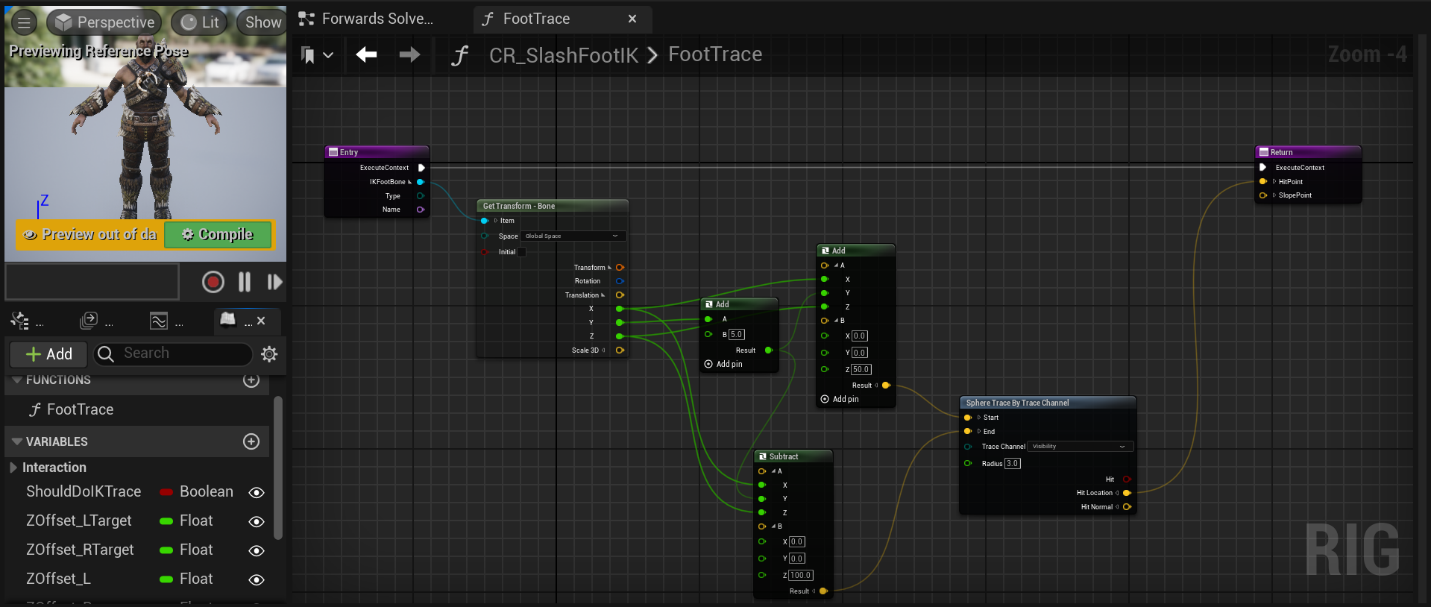 Perspective
Lit
Show
Previewing Reference Pose
Z
Preview out of da
Compile
...
...
...
...
Add
Search
FUNCTIONS
f FootTrace
VARIABLES
Interaction
ShouldDoIKTrace Boolean
ZOffset_LTarget Float
ZOffset_RTarget Float
ZOffset_L Float
Forwards Solve...
f FootTrace
f CR_SlashFootIK > FootTrace
Zoom -4
Entry
ExecuteContext
IKFootBone
Type
Name
Get Transform - Bone
Item
Space Global Space
Initial
Transform
Rotation
Translation
X
Y
Z
Scale 3D
Add
A
B 5.0
Result
Add pin
Add
A
X
Y
Z
B
X 0.0
Y 0.0
Z 50.0
Result
Add pin
Subtract
A
X
Y
Z
B
X 0.0
Y 0.0
Z 100.0
Result
Sphere Trace By Trace Channel
Start
End
Trace Channel Visibility
Radius 3.0
Hit
Hit Location
Hit Normal
Return
ExecuteContext
HitPoint
SlopePoint
RIG